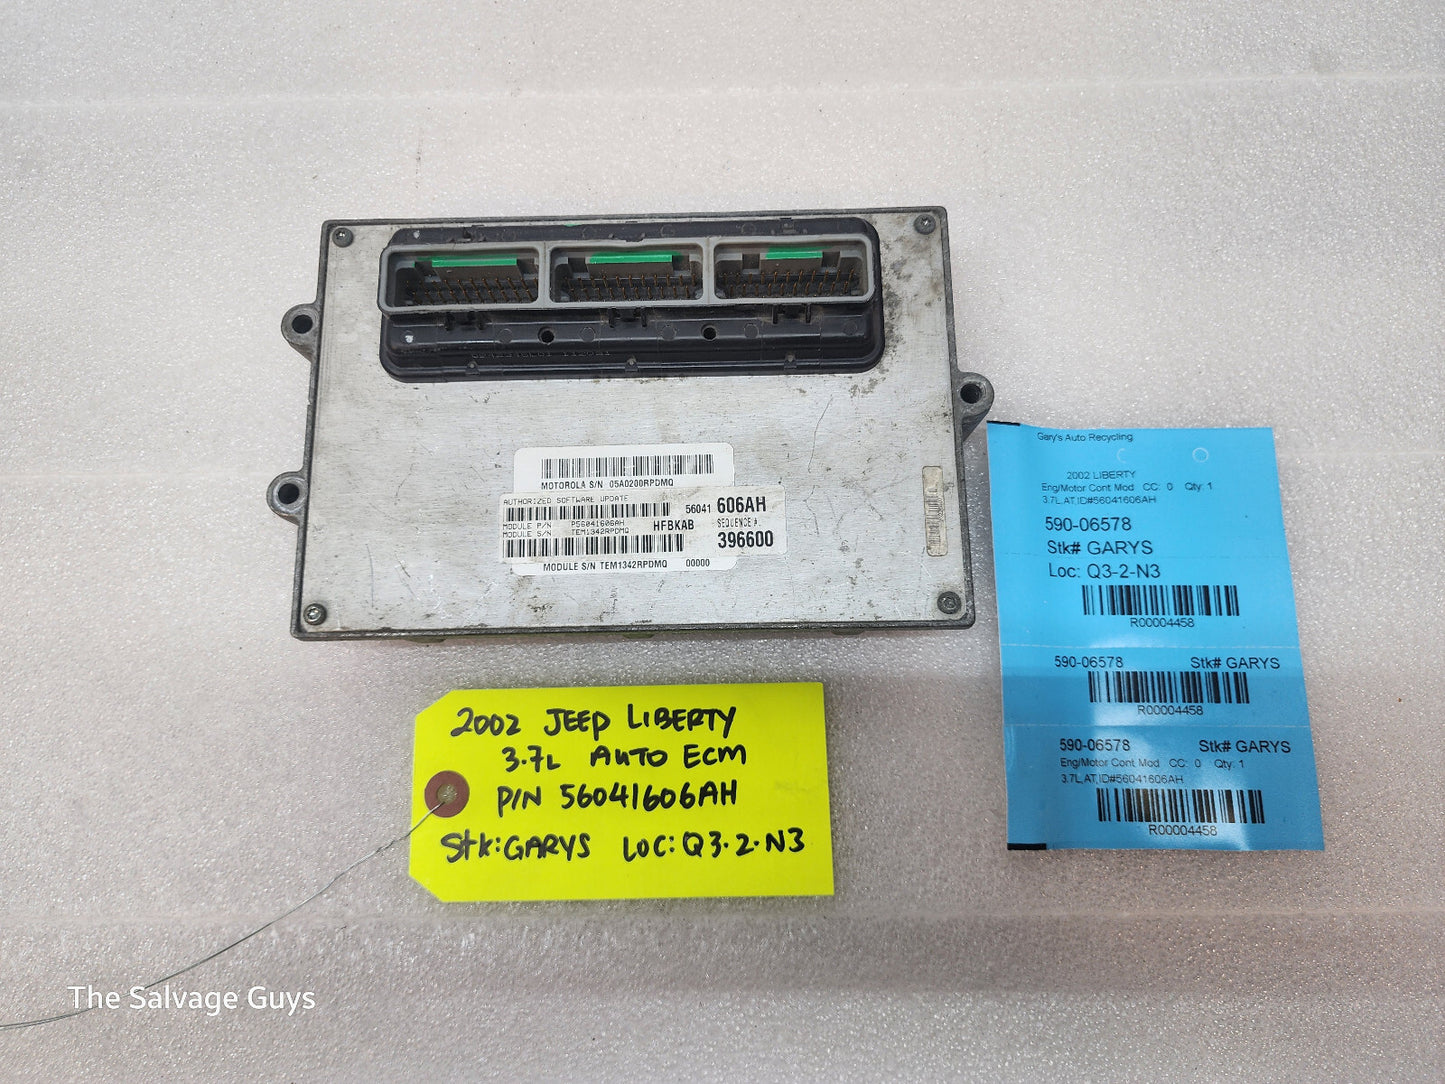 MOTOROLA S/N 05A0200RPDMQ
AUTHORIZED SOFTWARE UPDATE
56041 606AH
MODULE P/N P56041606AH HFBKAB SEQUENCE #.
MODULE S/N TEM1342RPDMQ
396600
MODULE S/N TEM1342RPDMQ 00000
Gary's Auto Recycling
2002 LIBERTY
Eng/Motor Cont Mod CC: 0 Qty: 1
3.7L,AT,ID#56041606AH
590-06578
Stk# GARYS
Loc: Q3-2-N3
R00004458
590-06578 Stk# GARYS
R00004458
590-06578 Stk# GARYS
Eng/Motor Cont Mod CC: 0 Qty: 1
3.7L,AT,ID#56041606AH
R00004458
2002 JEEP LIBERTY
3.7L AUTO ECM
P/N 56041606AH
Stk: GARYS LOC: Q3-2-N3
The Salvage Guys